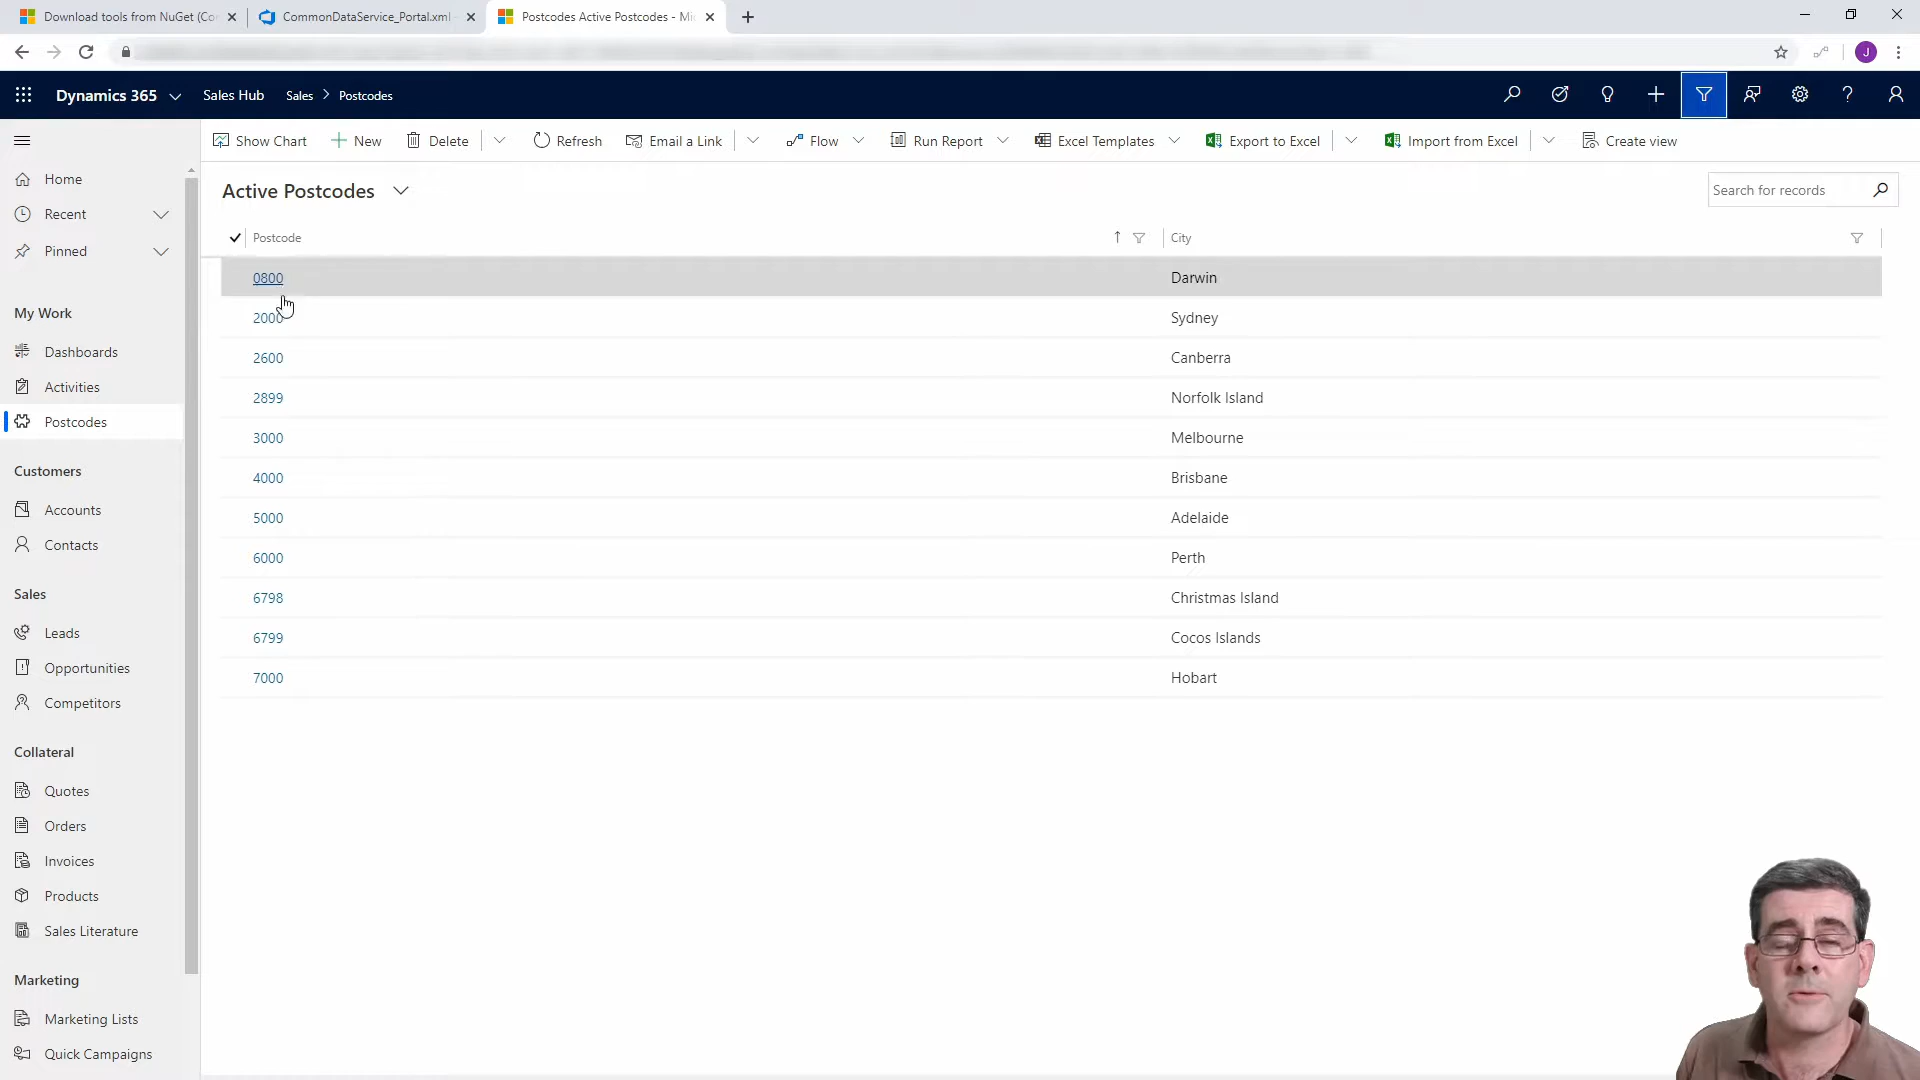 Download tools from NuGet (Co
CommonDataService_Portal.xml -
Postcodes Active Postcodes - Mi
J
Dynamics 365
Sales Hub
Sales > Postcodes
Show Chart
New
Delete
Refresh
Email a Link
Flow
Run Report
Excel Templates
Export to Excel
Import from Excel
Create view
Home
Recent
Pinned
My Work
Dashboards
Activities
Postcodes
Customers
Accounts
Contacts
Sales
Leads
Opportunities
Competitors
Collateral
Quotes
Orders
Invoices
Products
Sales Literature
Marketing
Marketing Lists
Quick Campaigns
Active Postcodes
Search for records
Postcode City
0800 Darwin
2000 Sydney
2600 Canberra
2899 Norfolk Island
3000 Melbourne
4000 Brisbane
5000 Adelaide
6000 Perth
6798 Christmas Island
6799 Cocos Islands
7000 Hobart